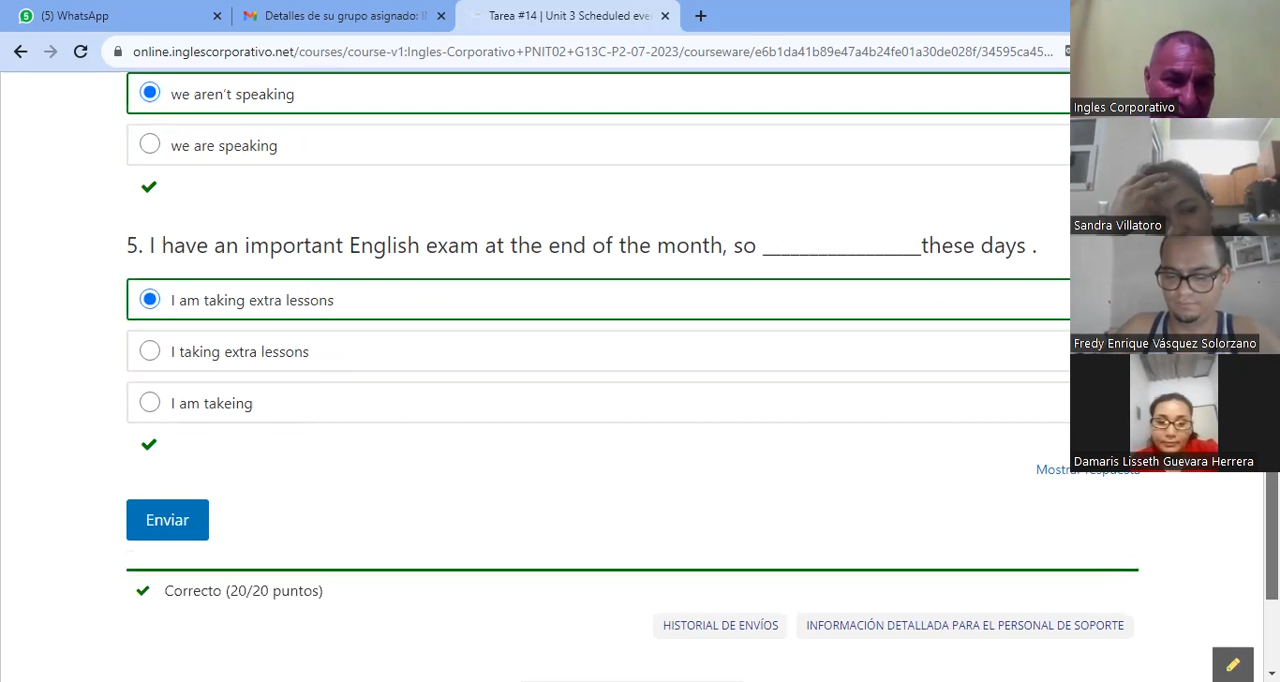 (5) WhatsApp
Detalles de su grupo asignado: I
Tarea #14 | Unit 3 Scheduled eve
online.inglescorporativo.net/courses/course-v1:Ingles-Corporativo+PNIT02+G13C-P2-07-2023/courseware/e6b1da41b89e47a4b24fe01a30de028f/34595ca45...
we aren't speaking
we are speaking
5. I have an important English exam at the end of the month, so ________________these days .
I am taking extra lessons
I taking extra lessons
I am takeing
Mostrar respuesta
Enviar
Correcto (20/20 puntos)
HISTORIAL DE ENVÍOS
INFORMACIÓN DETALLADA PARA EL PERSONAL DE SOPORTE
Ingles Corporativo
Sandra Villatoro
Fredy Enrique Vásquez Solorzano
Damaris Lisseth Guevara Herrera